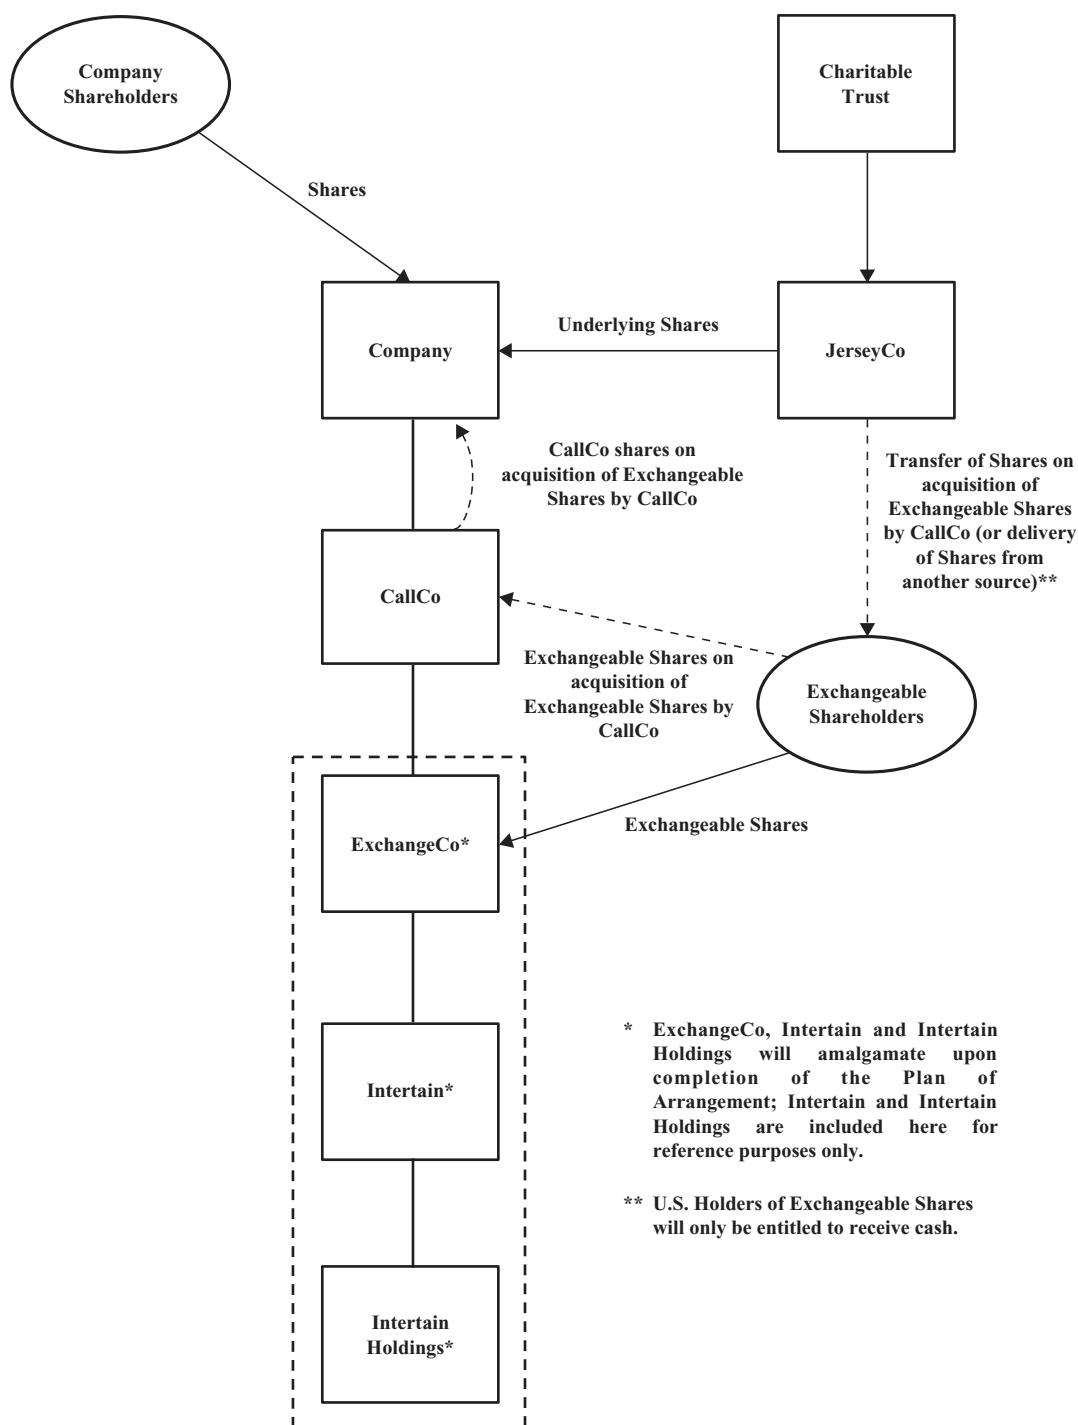 Company
Shareholders
Charitable
Trust
Shares
Underlying Shares
Company
JerseyCo
CallCo shares on
acquisition of Exchangeable
Shares by CallCo
Transfer of Shares on
acquisition of
Exchangeable Shares
by CallCo (or delivery
of Shares from
another source)**
CallCo
Exchangeable Shares on
acquisition of
Exchangeable Shares by
CallCo
Exchangeable
Shareholders
Exchangeable Shares
ExchangeCo*
Intertain*
* ExchangeCo, Intertain and Intertain
Holdings will amalgamate upon
completion of the Plan of
Arrangement; Intertain and Intertain
Holdings are included here for
reference purposes only.
** U.S. Holders of Exchangeable Shares
will only be entitled to receive cash.
Intertain
Holdings*